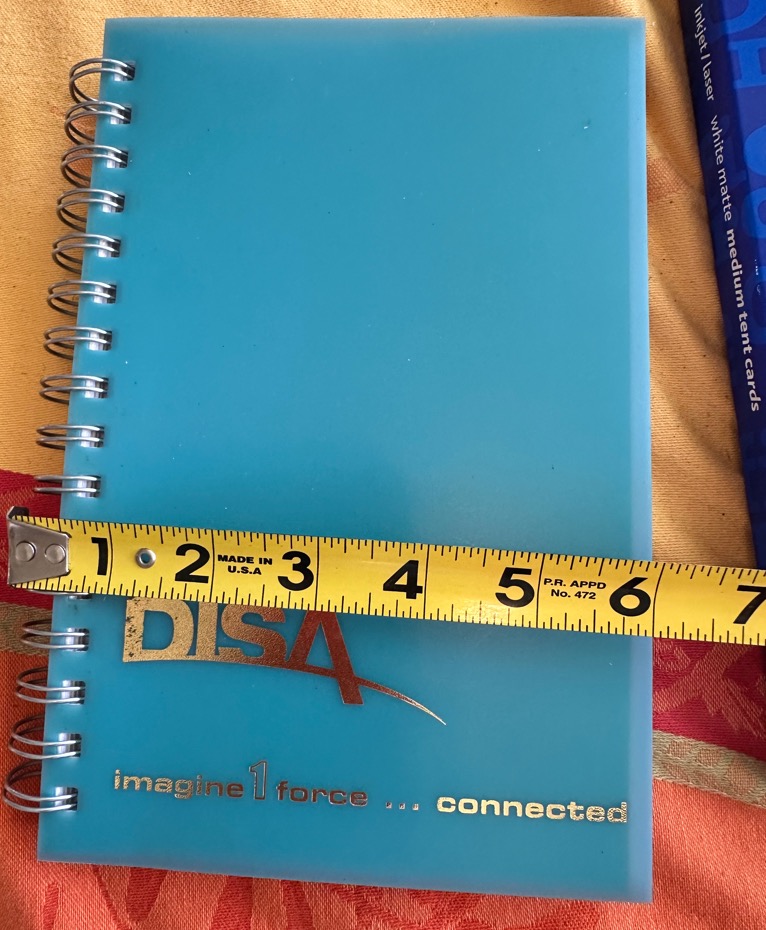 inkjet / laser white matte medium tent cards
1 2 MADE IN U.S.A 3 4 5 P.R. APPD No. 472 6 7
DISA
imagine 1 force ... connected